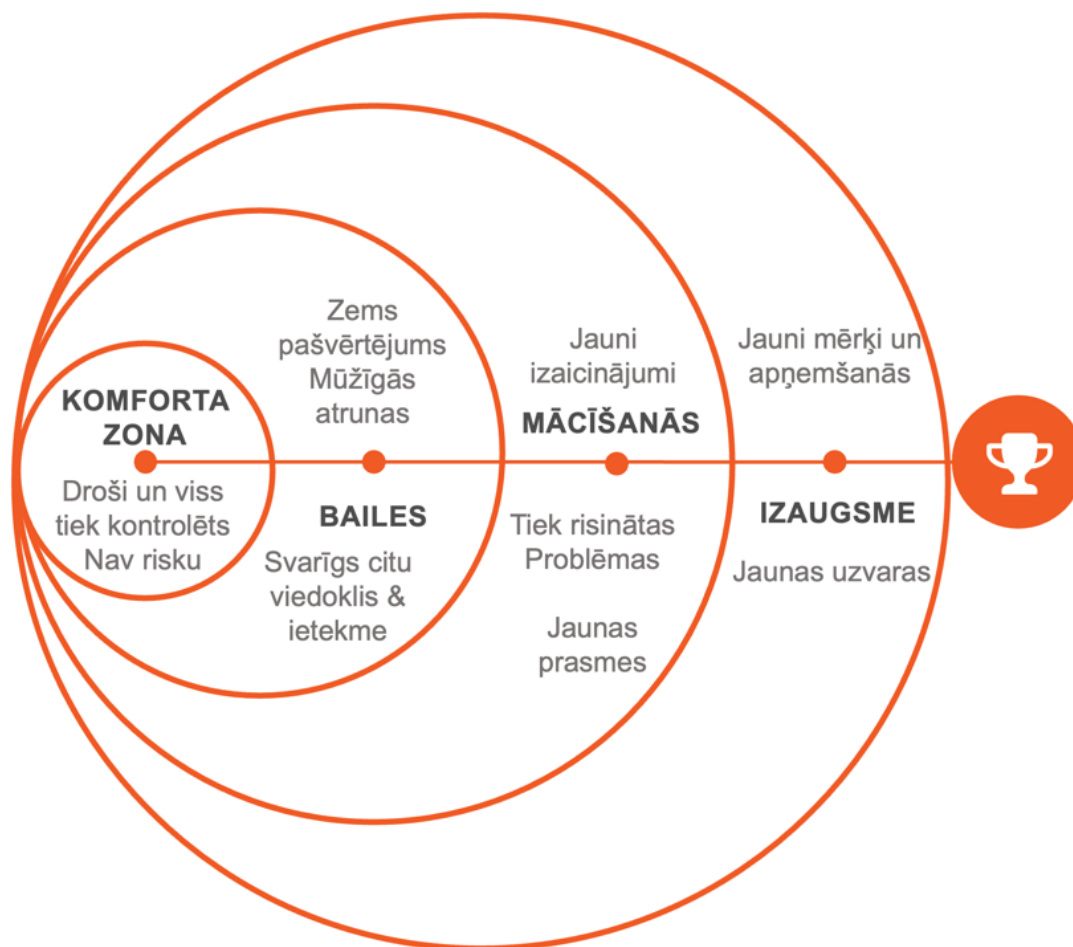 KOMFORTA
ZONA
Droši un viss
tiek kontrolēts
Nav risku
Zems
pašvērtējums
Mūžīgās
atrunas
BAILES
Svarīgs citu
viedoklis &
ietekme
Jauni
izaicinājumi
MĀCĪŠANĀS
Tiek risinātas
Problēmas
Jaunas
prasmes
Jauni mērķi un
apņemšanās
IZAUGSME
Jaunas uzvaras